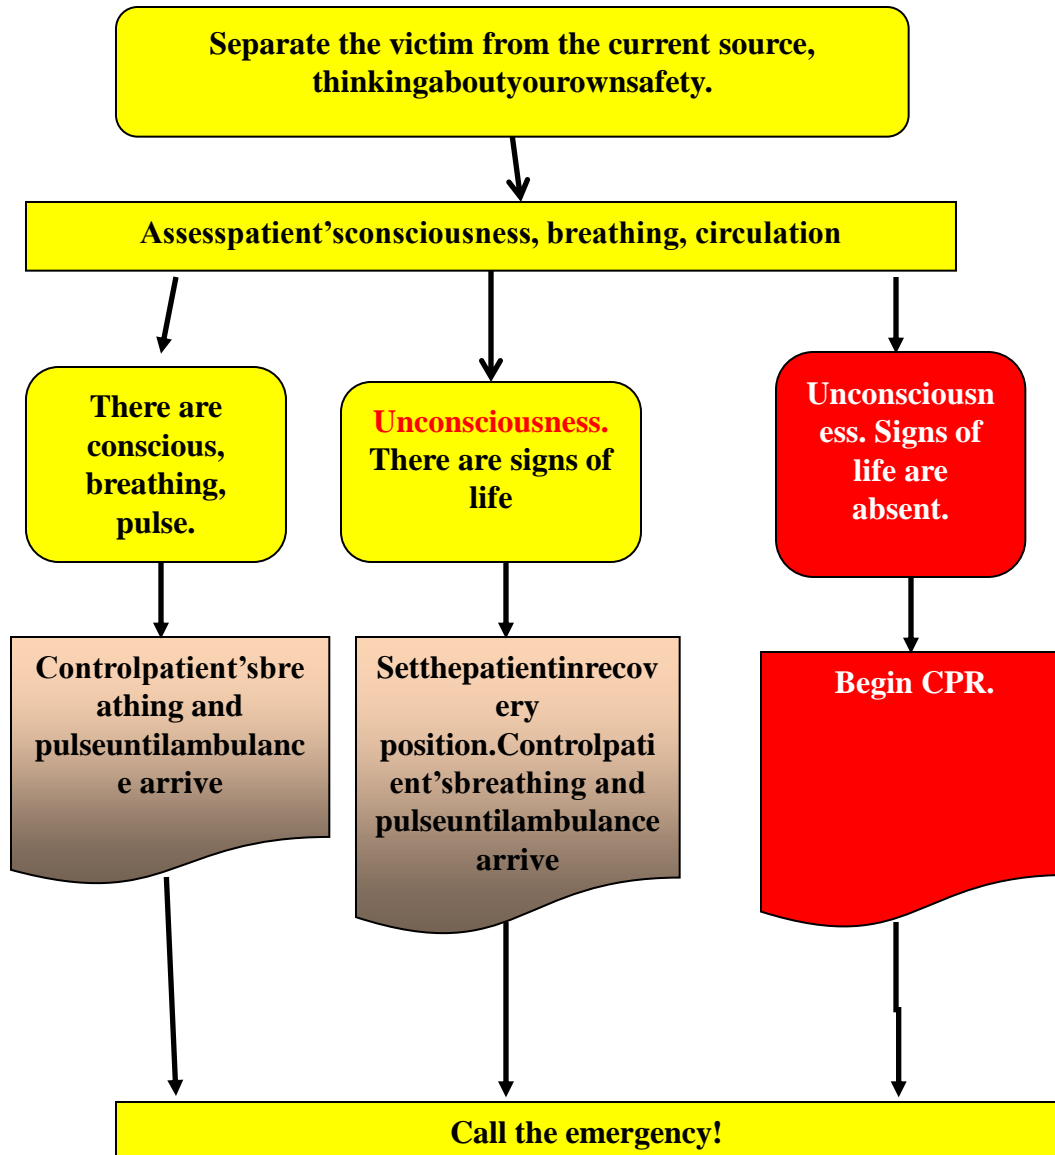 Separate the victim from the current source,
thinkingaboutyourownsafety.
Assesspatient’sconsciousness, breathing, circulation
There are
conscious,
breathing,
pulse.
Unconsciousness.
There are signs of
life
Unconsciousn
ess. Signs of
life are
absent.
Controlpatient’sbre
athing and
pulseuntilambulanc
e arrive
Setthepatientinrecov
ery
position.Controlpati
ent’sbreathing and
pulseuntilambulance
arrive
Begin CPR.
Call the emergency!